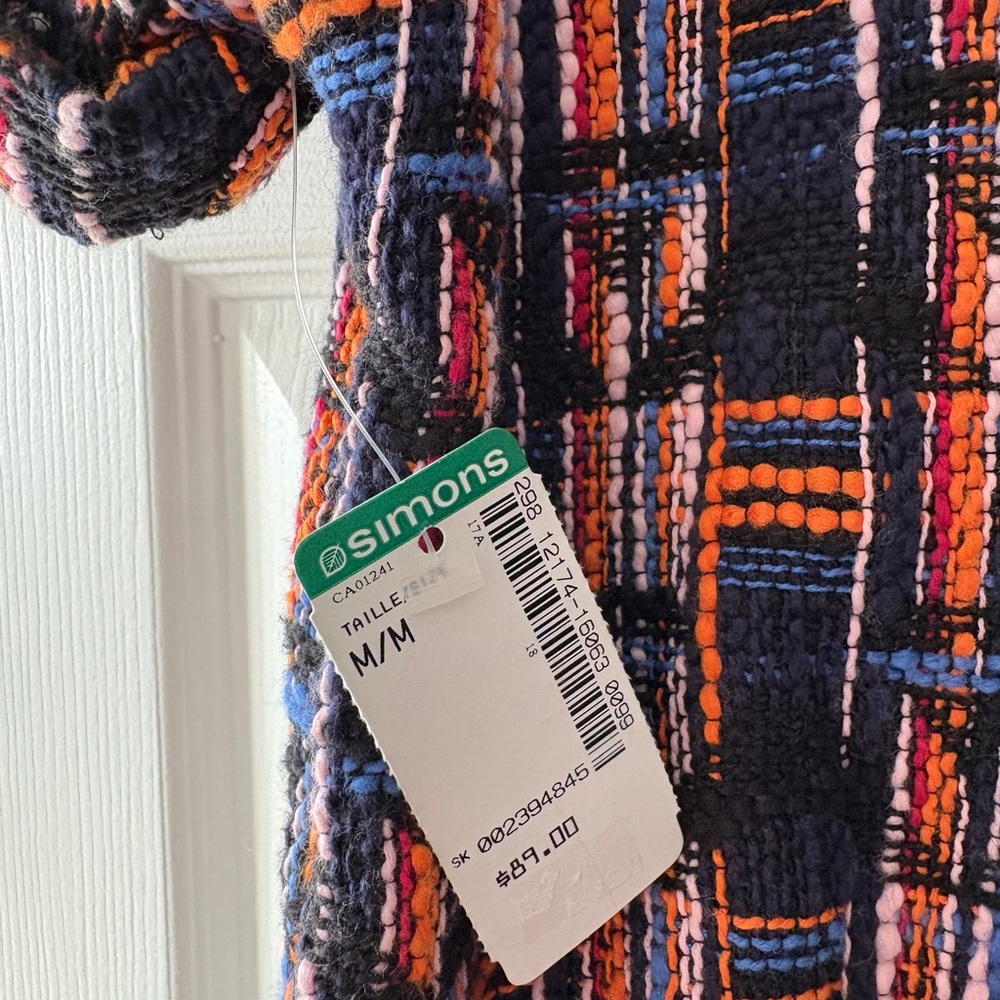 simons
CA01241
TAILLE/SIZE
M/M
17A
18
298 12174-16063 0099
SK 002394845
$89.00